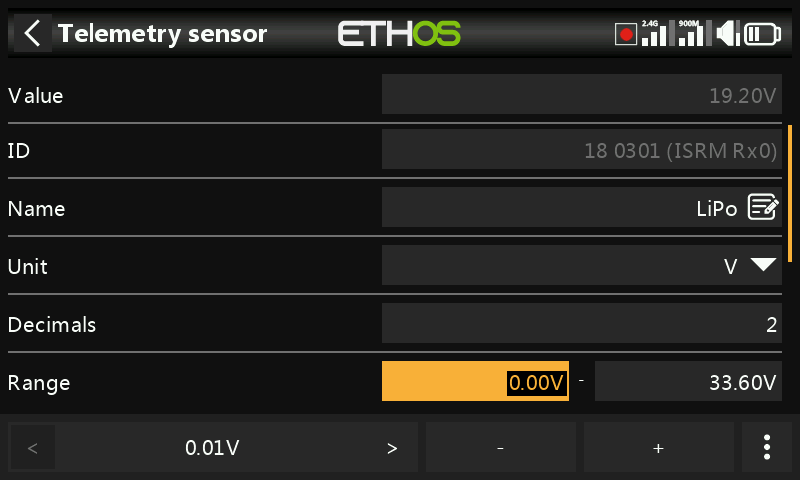 Telemetry sensor ETHOS 2.4G 900M
Value 19.20V
ID 18 0301 (ISRM Rx0)
Name LiPo
Unit V
Decimals 2
Range 0.00V - 33.60V
< 0.01V > - +